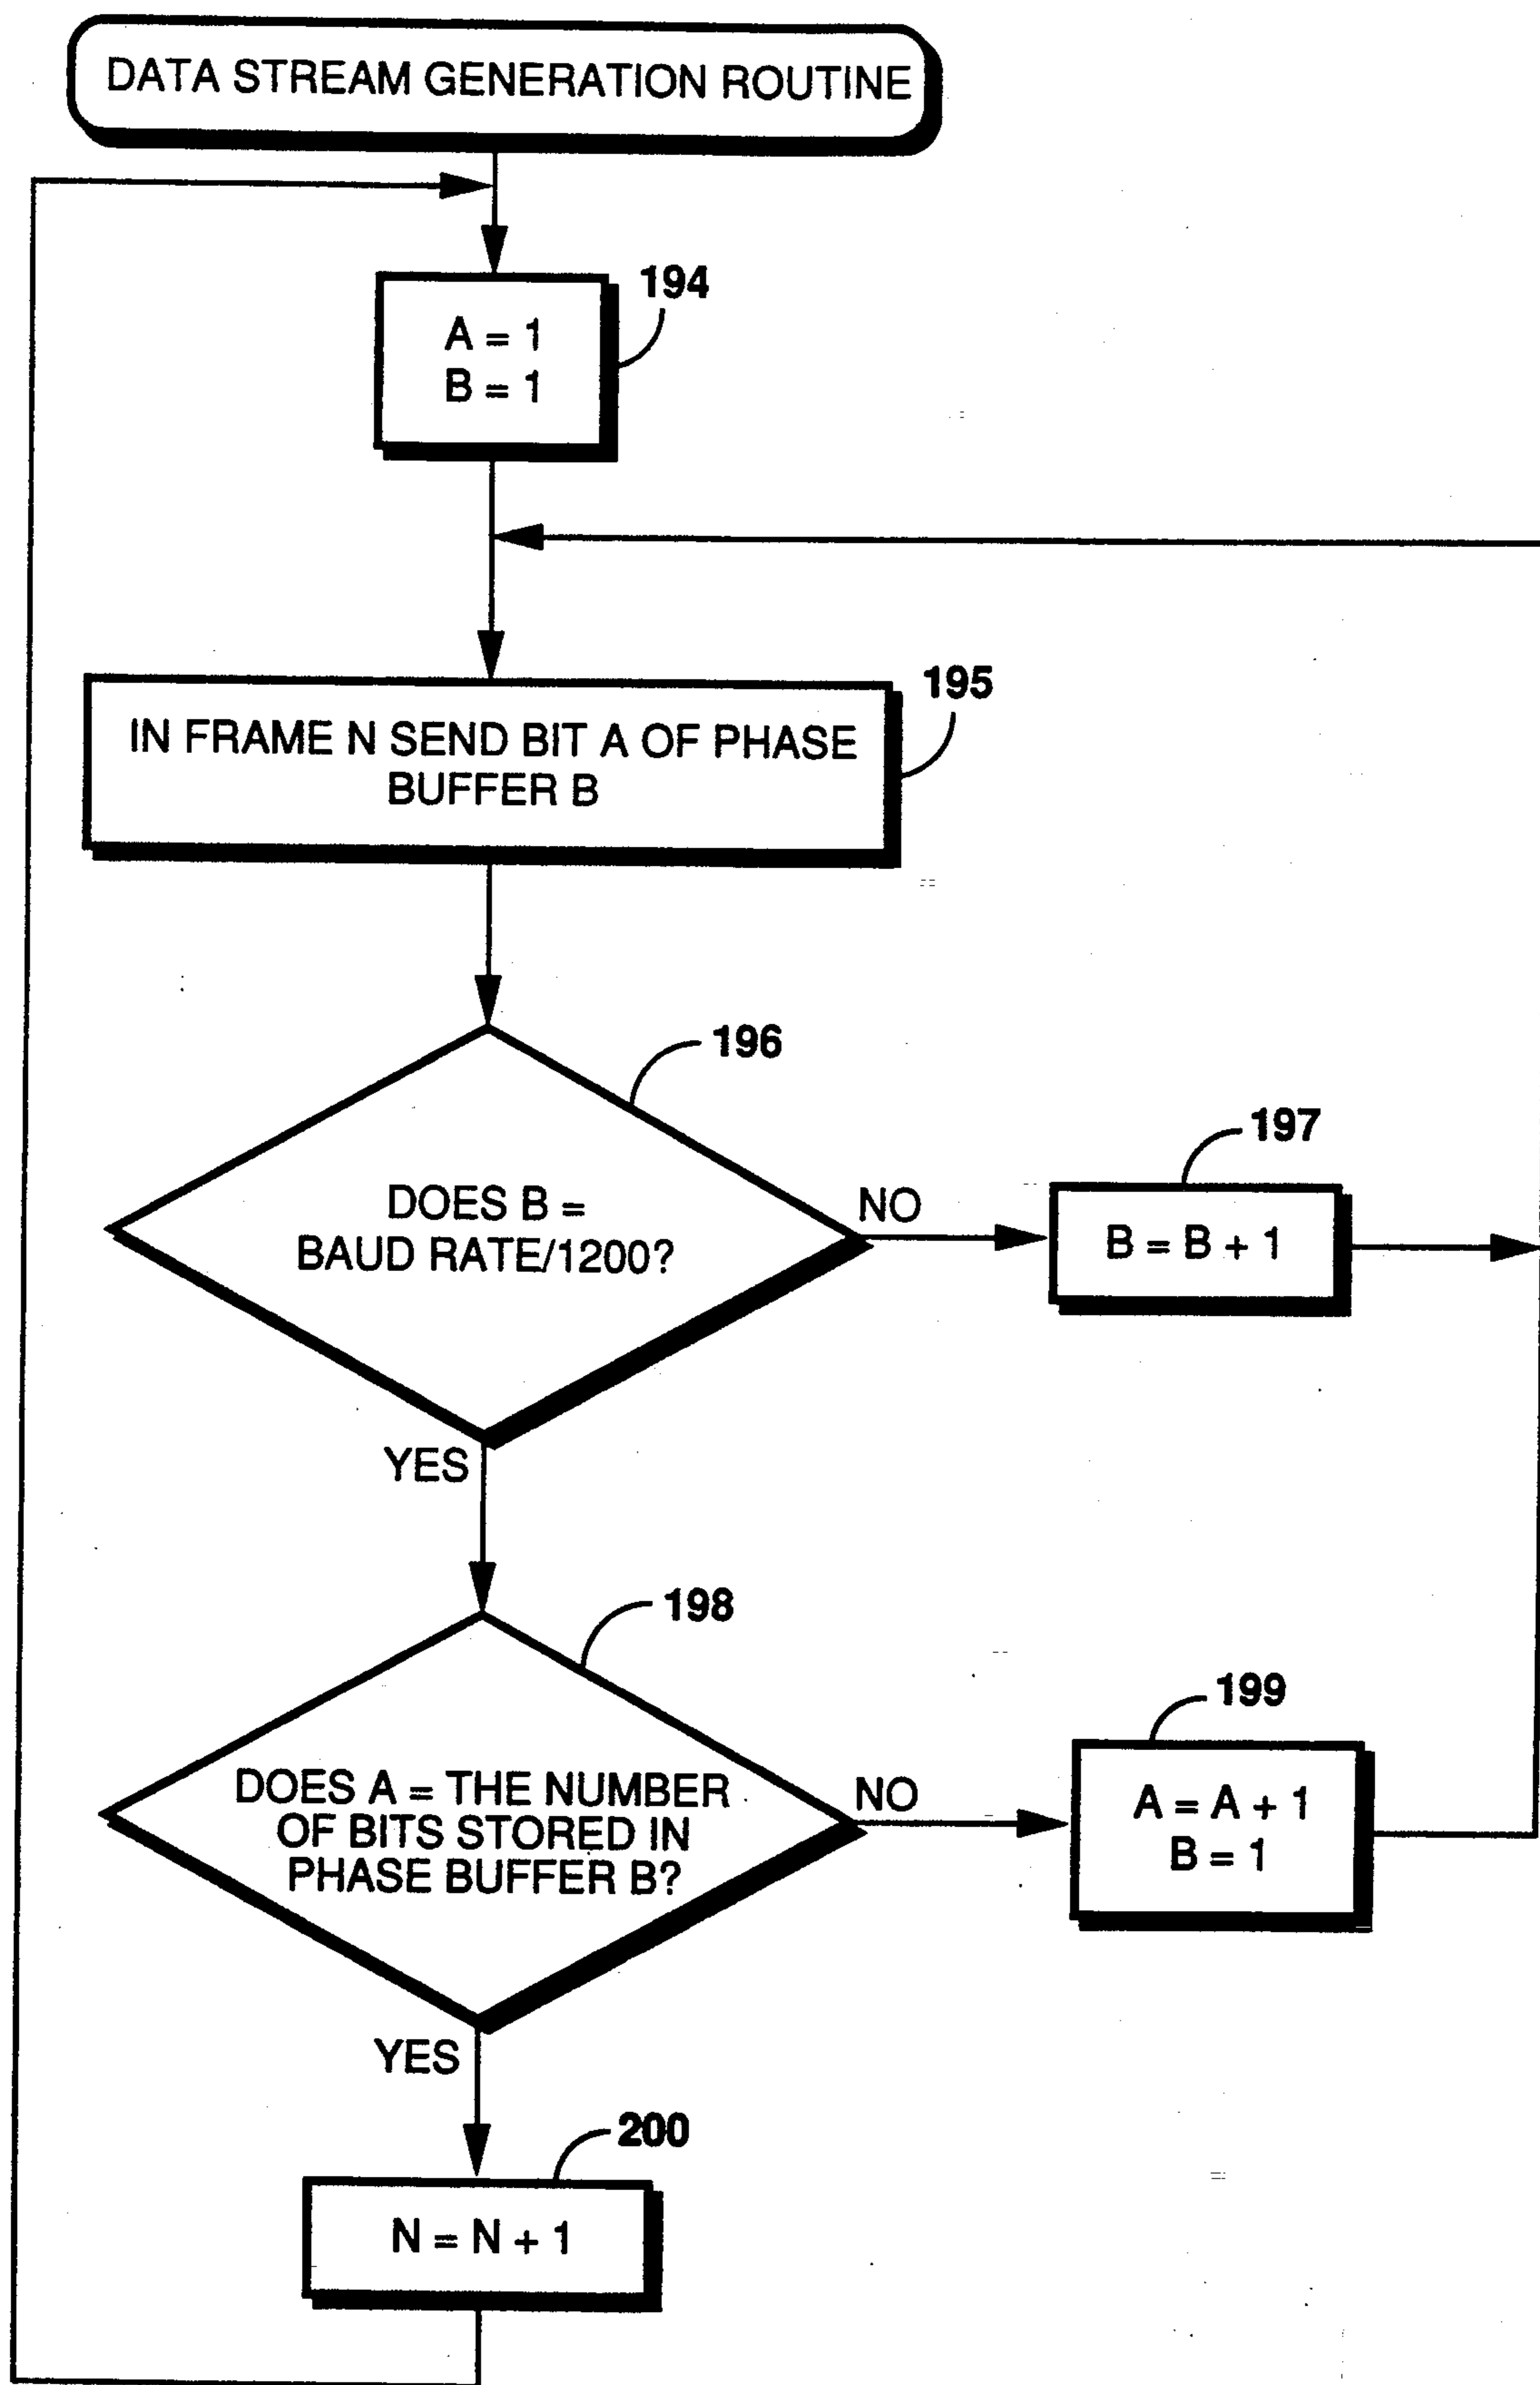 DATA STREAM GENERATION ROUTINE
194
A = 1
B = 1
195
IN FRAME N SEND BIT A OF PHASE
BUFFER B
196
DOES B =
BAUD RATE/1200?
NO
197
B = B + 1
YES
198
DOES A = THE NUMBER
OF BITS STORED IN
PHASE BUFFER B?
NO
199
A = A + 1
B = 1
YES
200
N = N + 1